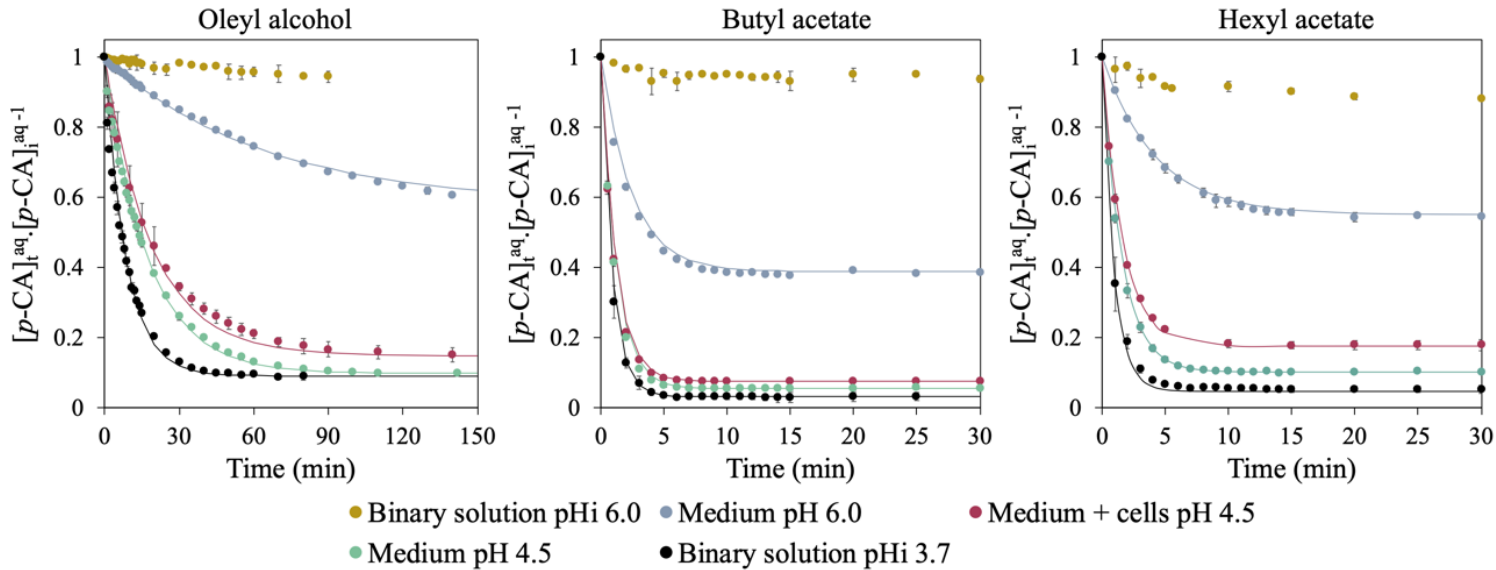 Oleyl alcohol
[p-CA]ₜᵃq.[p-CA]ᵢᵃq ⁻¹
1
0.8
0.6
0.4
0.2
0
0 30 60 90 120 150
Time (min)
Butyl acetate
[p-CA]ₜᵃq.[p-CA]ᵢᵃq ⁻¹
1
0.8
0.6
0.4
0.2
0
0 5 10 15 20 25 30
Time (min)
Hexyl acetate
[p-CA]ₜᵃq.[p-CA]ᵢᵃq ⁻¹
1
0.8
0.6
0.4
0.2
0
0 5 10 15 20 25 30
Time (min)
Binary solution pHi 6.0 Medium pH 6.0 Medium + cells pH 4.5
Medium pH 4.5 Binary solution pHi 3.7